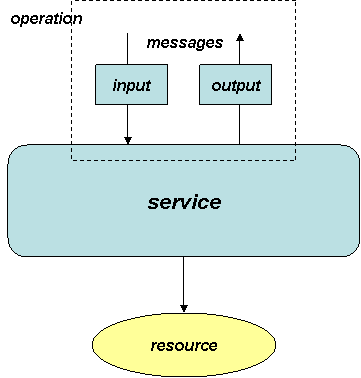 operation
messages
input
output
service
resource